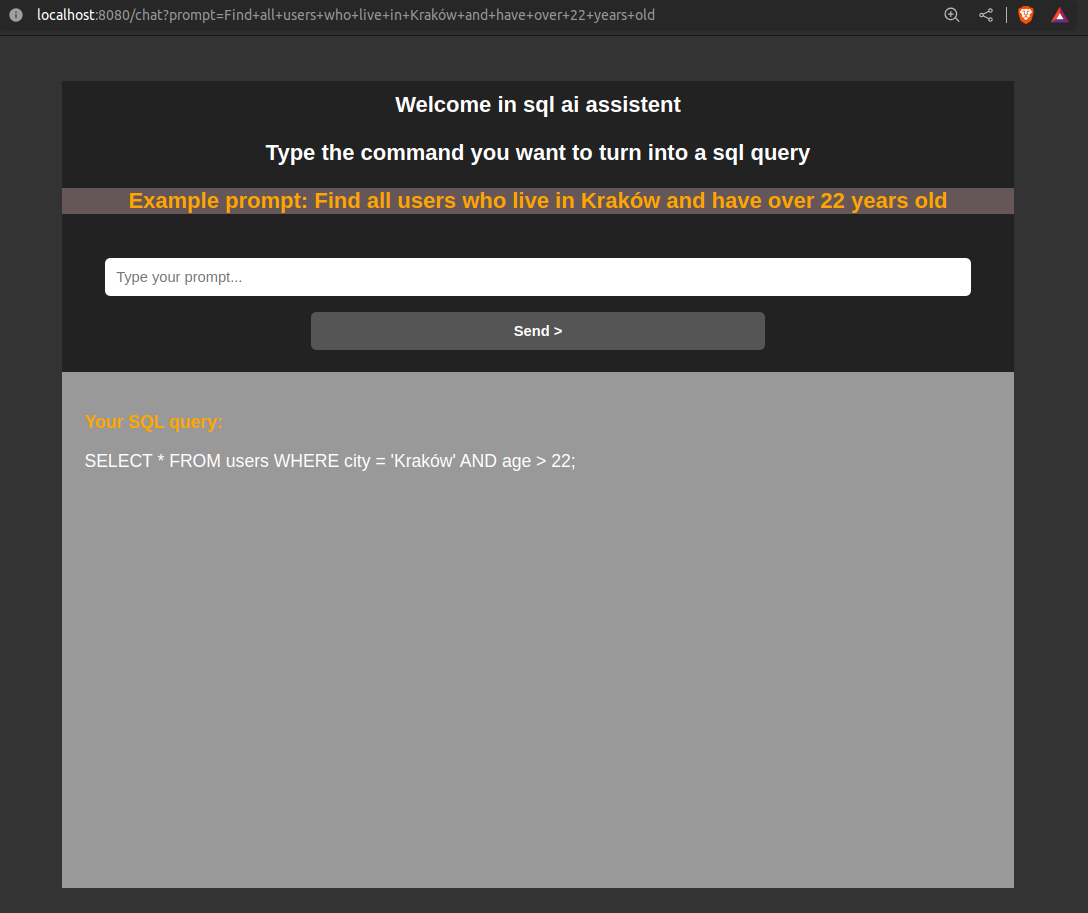 localhost:8080/chat?prompt=Find+all+users+who+live+in+Kraków+and+have+over+22+years+old
Welcome in sql ai assistent
Type the command you want to turn into a sql query
Example prompt: Find all users who live in Kraków and have over 22 years old
Type your prompt...
Send >
Your SQL query:
SELECT * FROM users WHERE city = 'Kraków' AND age > 22;